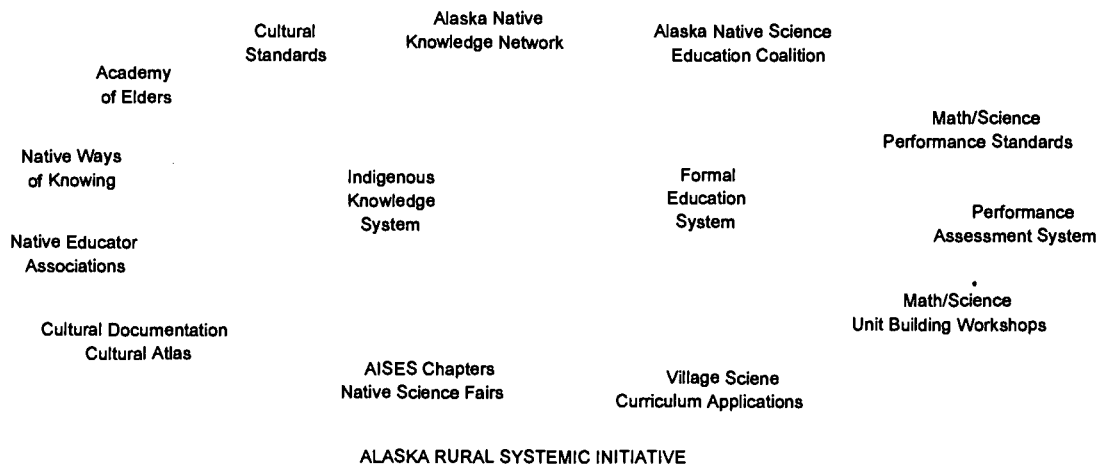 Alaska Native
Knowledge Network
Cultural
Standards
Alaska Native Science
Education Coalition
Academy
of Elders
Math/Science
Performance Standards
Native Ways
of Knowing
Indigenous
Knowledge
System
Formal
Education
System
Performance
Assessment System
Native Educator
Associations
Math/Science
Unit Building Workshops
Cultural Documentation
Cultural Atlas
AISES Chapters
Native Science Fairs
Village Sciene
Curriculum Applications
ALASKA RURAL SYSTEMIC INITIATIVE